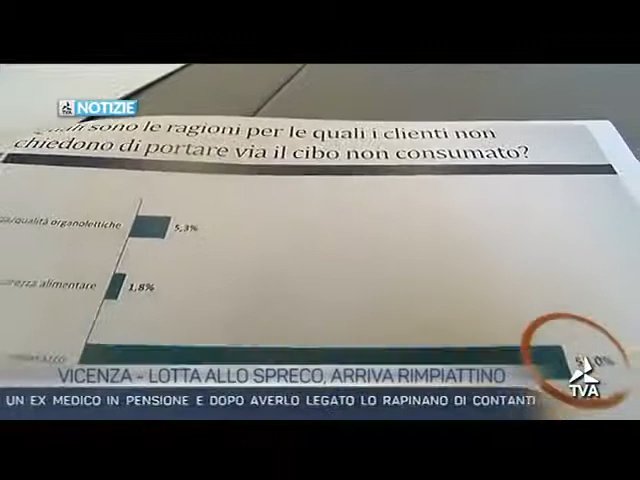 TVA NOTIZIE
sono le ragioni per le quali i clienti non
chiedono di portare via il cibo non consumato?
organolettiche 5,3%
alimentare 1,8%
VICENZA - LOTTA ALLO SPRECO, ARRIVA RIMPIATTINO
TVA
UN EX MEDICO IN PENSIONE E DOPO AVERLO LEGATO LO RAPINANO DI CONTANTI